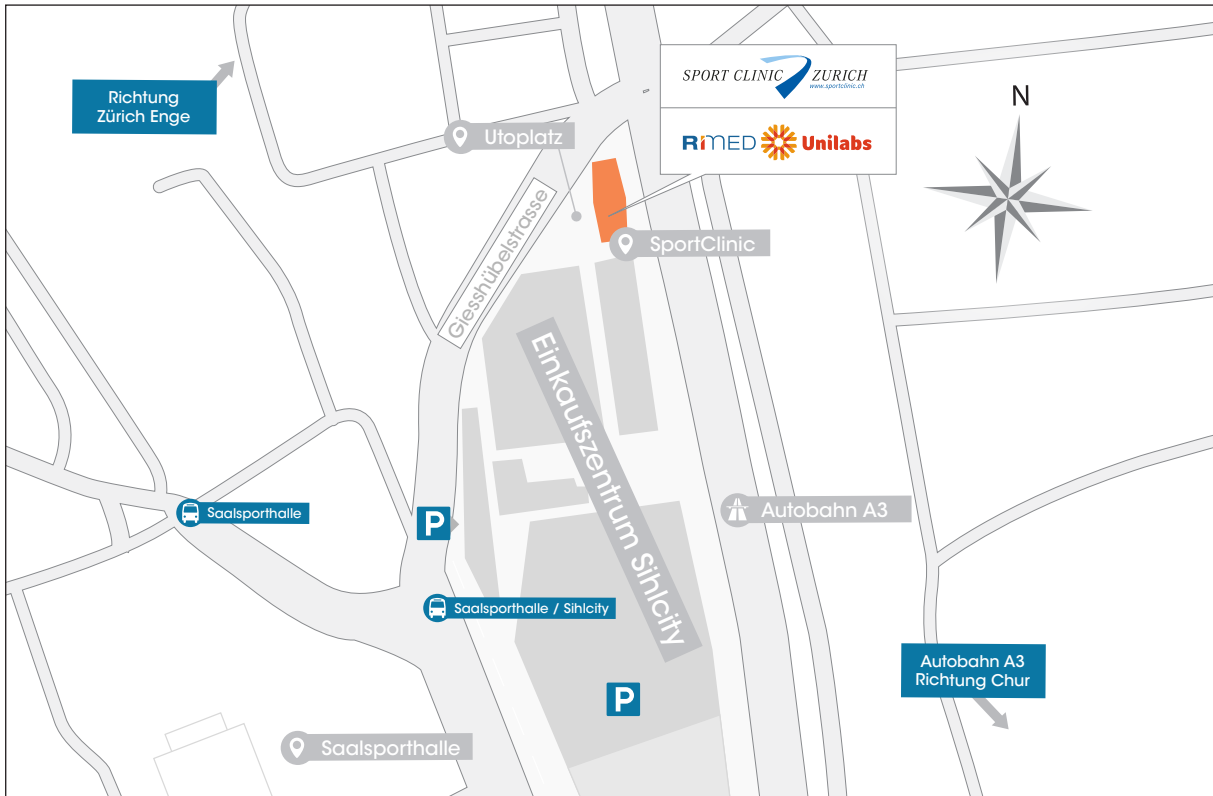 SPORT CLINIC ZURICH
www.sportclinic.ch
RiMED Unilabs
N
Richtung
Zürich Enge
Utoplatz
Giesshübelstrasse
SportClinic
Einkaufszentrum Sihlcity
Saalsporthalle
Autobahn A3
P
Saalsporthalle / Sihlcity
Autobahn A3
Richtung Chur
P
Saalsporthalle